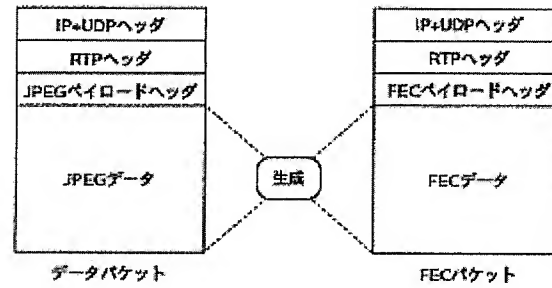 IP+UDPヘッダ
RTPヘッダ
JPEGペイロードヘッダ
JPEGデータ
データパケット
生成
IP+UDPヘッダ
RTPヘッダ
FECペイロードヘッダ
FECデータ
FECパケット